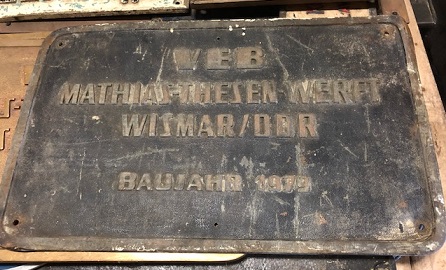 VEB
MATHIAS-THESEN WERFT
WISMAR/DDR
BAUJAHR 1979